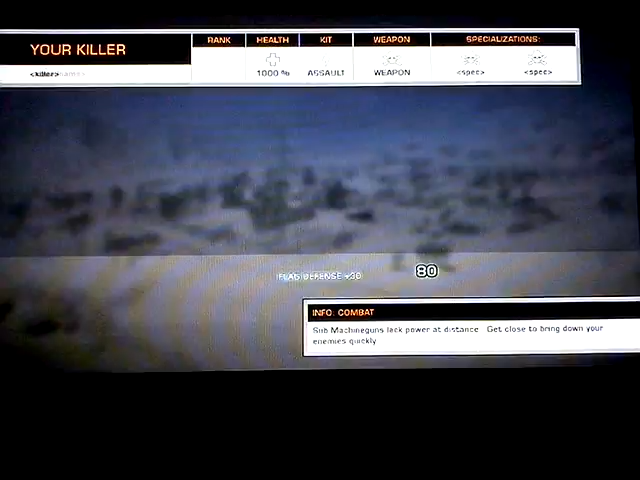 YOUR KILLER
<killer>name>
RANK HEALTH KIT WEAPON SPECIALIZATIONS:
1000 % ASSAULT WEAPON <spec> <spec>
FLAG DEFENSE +30
80
INFO: COMBAT
Sub Machineguns lack power at distance. Get close to bring down your
enemies quickly